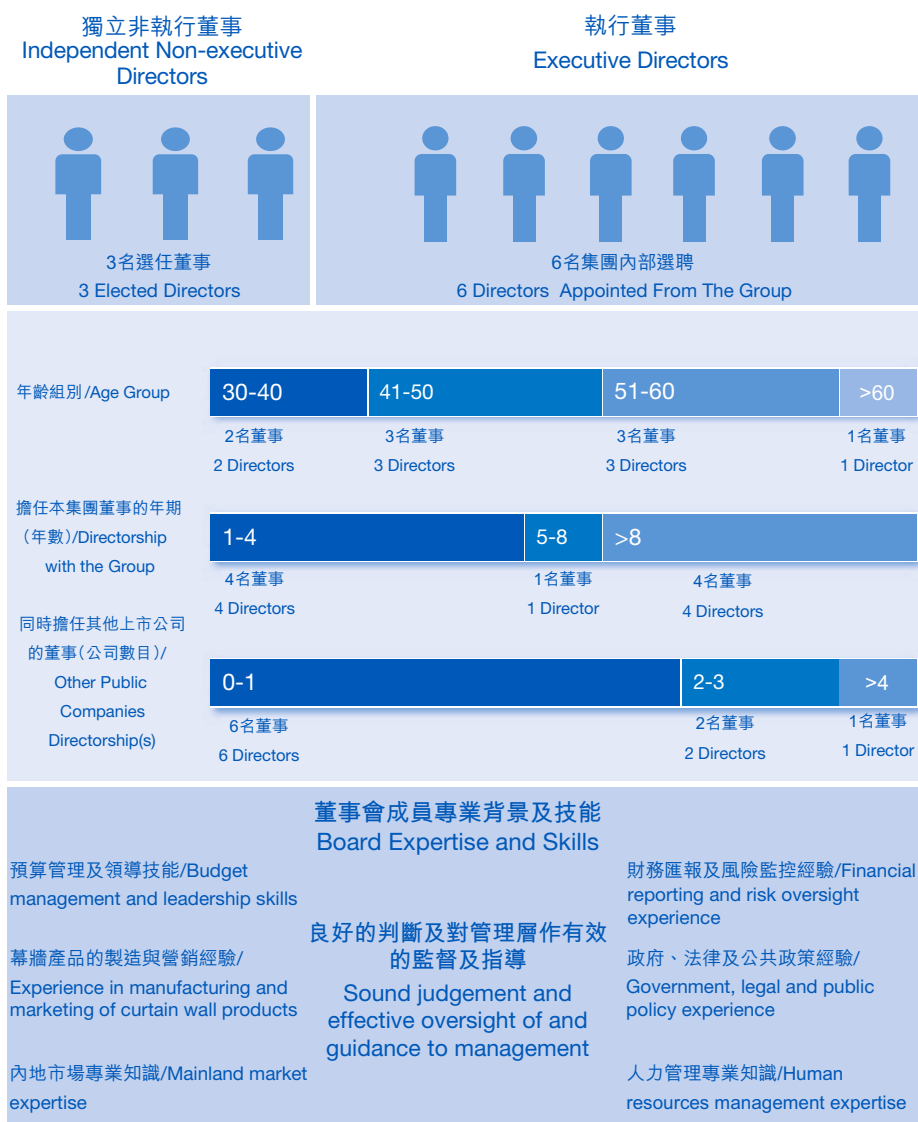 獨立非執行董事
Independent Non-executive
Directors
執行董事
Executive Directors
3名選任董事
3 Elected Directors
6名集團內部選聘
6 Directors Appointed From The Group
年齡組別/Age Group
30-40
41-50
51-60
>60
2名董事
3名董事
3名董事
1名董事
2 Directors
3 Directors
3 Directors
1 Director
擔任本集團董事的年期
（年數）/Directorship
with the Group
1-4
5-8
>8
4名董事
1名董事
4名董事
4 Directors
1 Director
4 Directors
同時擔任其他上市公司
的董事（公司數目）/
Other Public
Companies
Directorship(s)
0-1
2-3
>4
6名董事
2名董事
1名董事
6 Directors
2 Directors
1 Director
董事會成員專業背景及技能
Board Expertise and Skills
預算管理及領導技能/Budget
management and leadership skills
幕牆產品的製造與營銷經驗/
Experience in manufacturing and
marketing of curtain wall products
內地市場專業知識/Mainland market
expertise
良好的判斷及對管理層作有效
的監督及指導
Sound judgement and
effective oversight of and
guidance to management
財務匯報及風險監控經驗/Financial
reporting and risk oversight
experience
政府、法律及公共政策經驗/
Government, legal and public
policy experience
人力管理專業知識/Human
resources management expertise